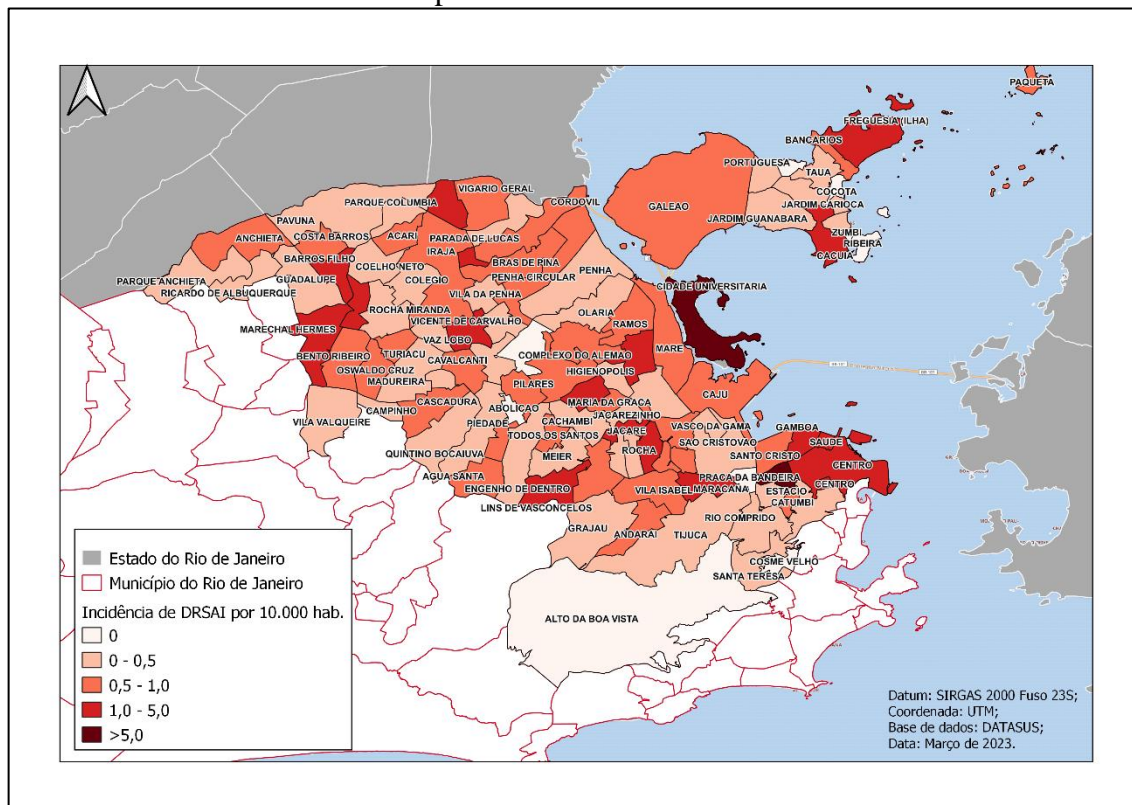 PAQUETA
FREGUESIA (ILHA)
BANCARIOS
PORTUGUESA
TAUA
COCOTA
VIGARIO GERAL
PARQUE COLUMBIA
CORDOVIL
GALEAO
JARDIM CARIOCA
JARDIM GUANABARA
PAVUNA
ZUMBI
RIBEIRA
ANCHIETA
COSTA BARROS
ACARI
PARADA DE LUCAS
IRAJA
CACUIA
BARROS FILHO
BRAS DE PINA
COELHO NETO
PENHA CIRCULAR
PENHA
PARQUE ANCHIETA
GUADALUPE
COLEGIO
RICARDO DE ALBUQUERQUE
CIDADE UNIVERSITARIA
VILA DA PENHA
ROCHA MIRANDA
OLARIA
VICENTE DE CARVALHO
RAMOS
MARECHAL HERMES
VAZ LOBO
MARE
BENTO RIBEIRO
TURIACU
COMPLEXO DO ALEMAO
CAVALCANTI
OSWALDO CRUZ
HIGIENOPOLIS
MADUREIRA
PILARES
CAJU
CASCADURA
MARIA DA GRACA
CAMPINHO
ABOLICAO
JACAREZINHO
VILA VALQUEIRE
PIEDADE
CACHAMBI
VASCO DA GAMA
GAMBOA
TODOS OS SANTOS
JACARE
SAO CRISTOVAO
SAUDE
QUINTINO BOCAIUVA
MEIER
ROCHA
SANTO CRISTO
CENTRO
AGUA SANTA
PRACA DA BANDEIRA
CENTRO
ENGENHO DE DENTRO
VILA ISABEL
MARACANA
ESTACIO
CATUMBI
LINS DE VASCONCELOS
RIO COMPRIDO
GRAJAU
ANDARAI
TIJUCA
COSME VELHO
SANTA TERESA
ALTO DA BOA VISTA
Estado do Rio de Janeiro
Município do Rio de Janeiro
Incidência de DRSAI por 10.000 hab.
0
0 - 0,5
0,5 - 1,0
1,0 - 5,0
>5,0
Datum: SIRGAS 2000 Fuso 23S;
Coordenada: UTM;
Base de dados: DATASUS;
Data: Março de 2023.